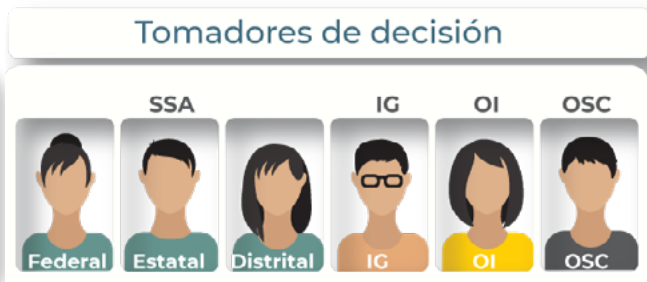 Tomadores de decisión
SSA IG OI OSC
Federal Estatal Distrital IG OI OSC